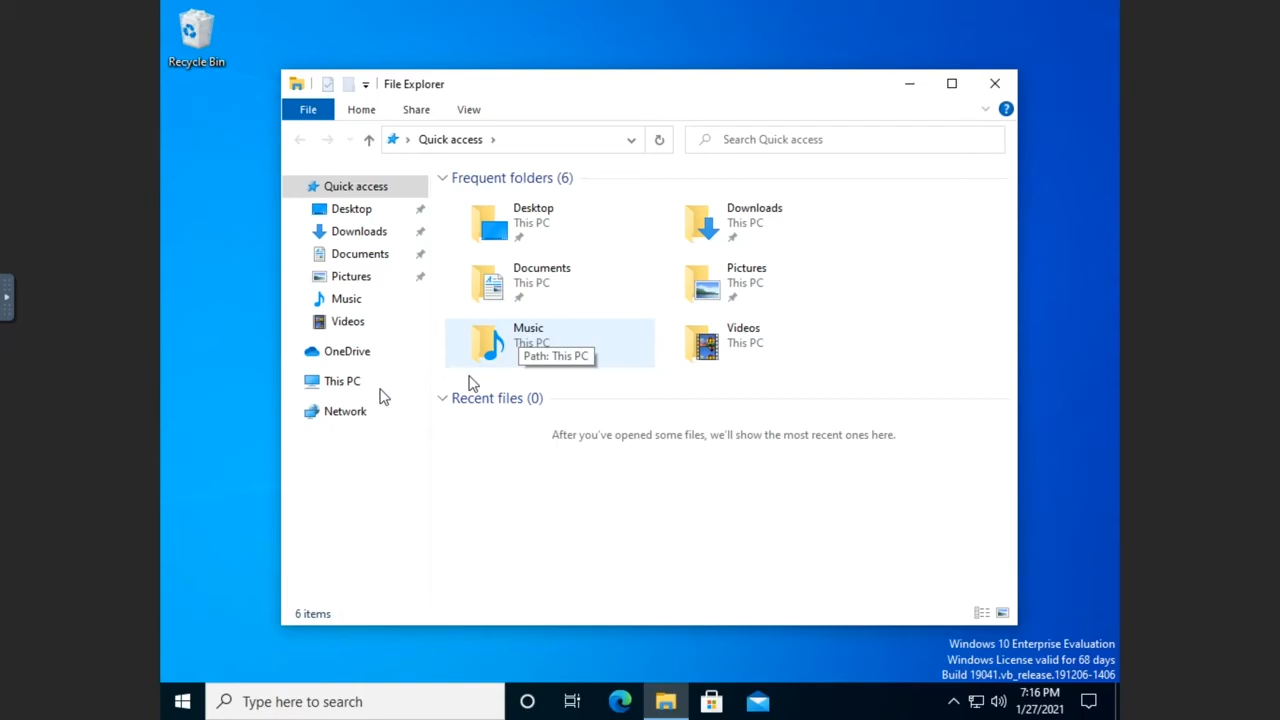 Recycle Bin
File Explorer
File
Home
Share
View
Quick access
Search Quick access
Quick access
Desktop
Downloads
Documents
Pictures
Music
Videos
OneDrive
This PC
Network
Frequent folders (6)
Desktop
This PC
Downloads
This PC
Documents
This PC
Pictures
This PC
Music
This PC
Path: This PC
Videos
This PC
Recent files (0)
After you've opened some files, we'll show the most recent ones here.
6 items
Windows 10 Enterprise Evaluation
Windows License valid for 68 days
Build 19041.vb_release.191206-1406
Type here to search
7:16 PM
1/27/2021